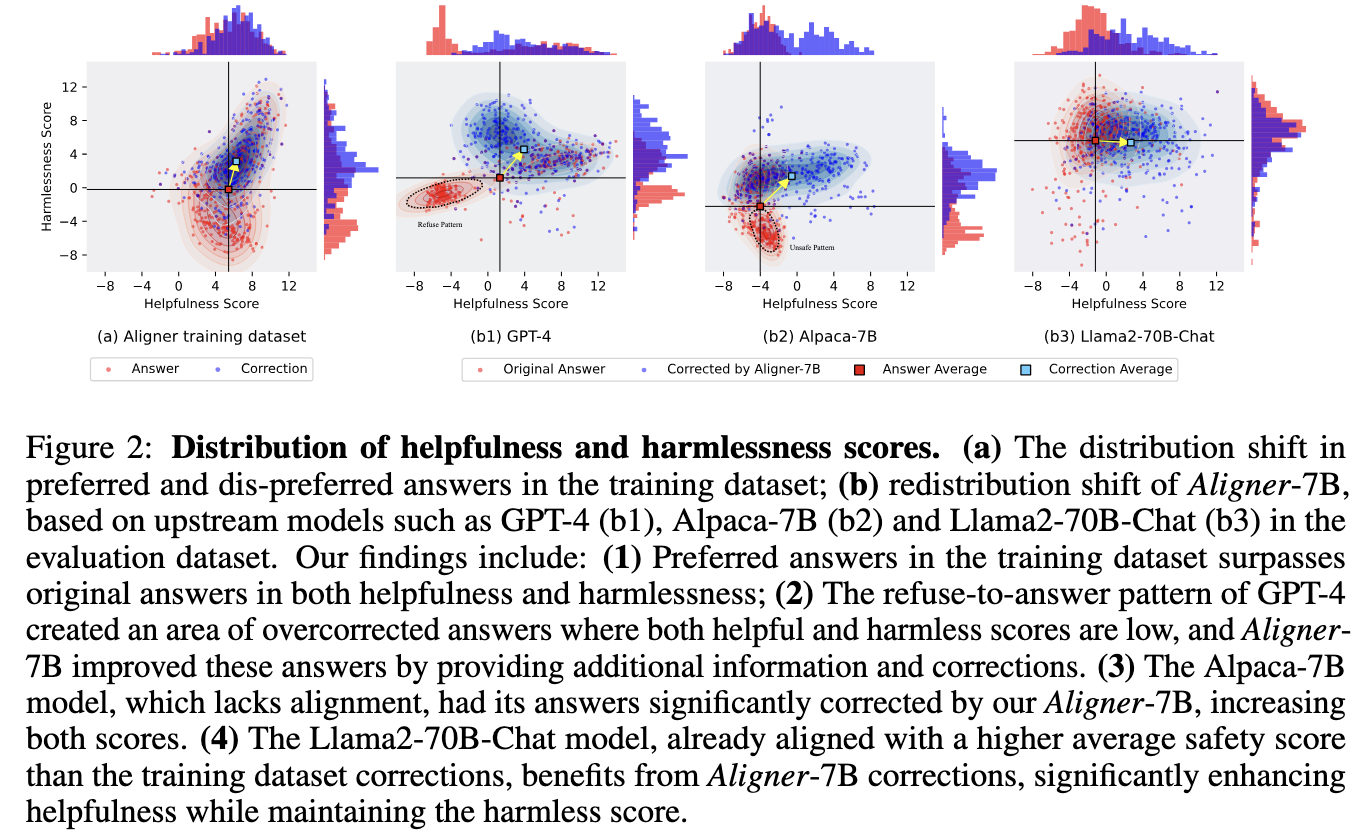 Harmlessness Score
12
8
4
0
−4
−8
−8 −4 0 4 8 12
Helpfulness Score
(a) Aligner training dataset
Answer Correction
Refuse Pattern
−8 −4 0 4 8 12
Helpfulness Score
(b1) GPT-4
Unsafe Pattern
−8 −4 0 4 8 12
Helpfulness Score
(b2) Alpaca-7B
−8 −4 0 4 8 12
Helpfulness Score
(b3) Llama2-70B-Chat
Original Answer Corrected by Aligner-7B Answer Average Correction Average
Figure 2: Distribution of helpfulness and harmlessness scores. (a) The distribution shift in
preferred and dis-preferred answers in the training dataset; (b) redistribution shift of Aligner-7B,
based on upstream models such as GPT-4 (b1), Alpaca-7B (b2) and Llama2-70B-Chat (b3) in the
evaluation dataset. Our findings include: (1) Preferred answers in the training dataset surpasses
original answers in both helpfulness and harmlessness; (2) The refuse-to-answer pattern of GPT-4
created an area of overcorrected answers where both helpful and harmless scores are low, and Aligner-
7B improved these answers by providing additional information and corrections. (3) The Alpaca-7B
model, which lacks alignment, had its answers significantly corrected by our Aligner-7B, increasing
both scores. (4) The Llama2-70B-Chat model, already aligned with a higher average safety score
than the training dataset corrections, benefits from Aligner-7B corrections, significantly enhancing
helpfulness while maintaining the harmless score.